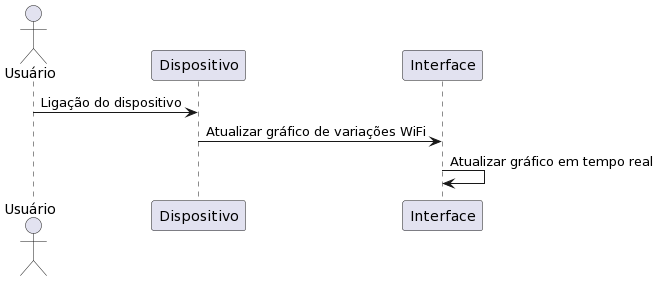 Usuário
Dispositivo
Interface
Ligação do dispositivo
Atualizar gráfico de variações WiFi
Atualizar gráfico em tempo real
Usuário
Dispositivo
Interface